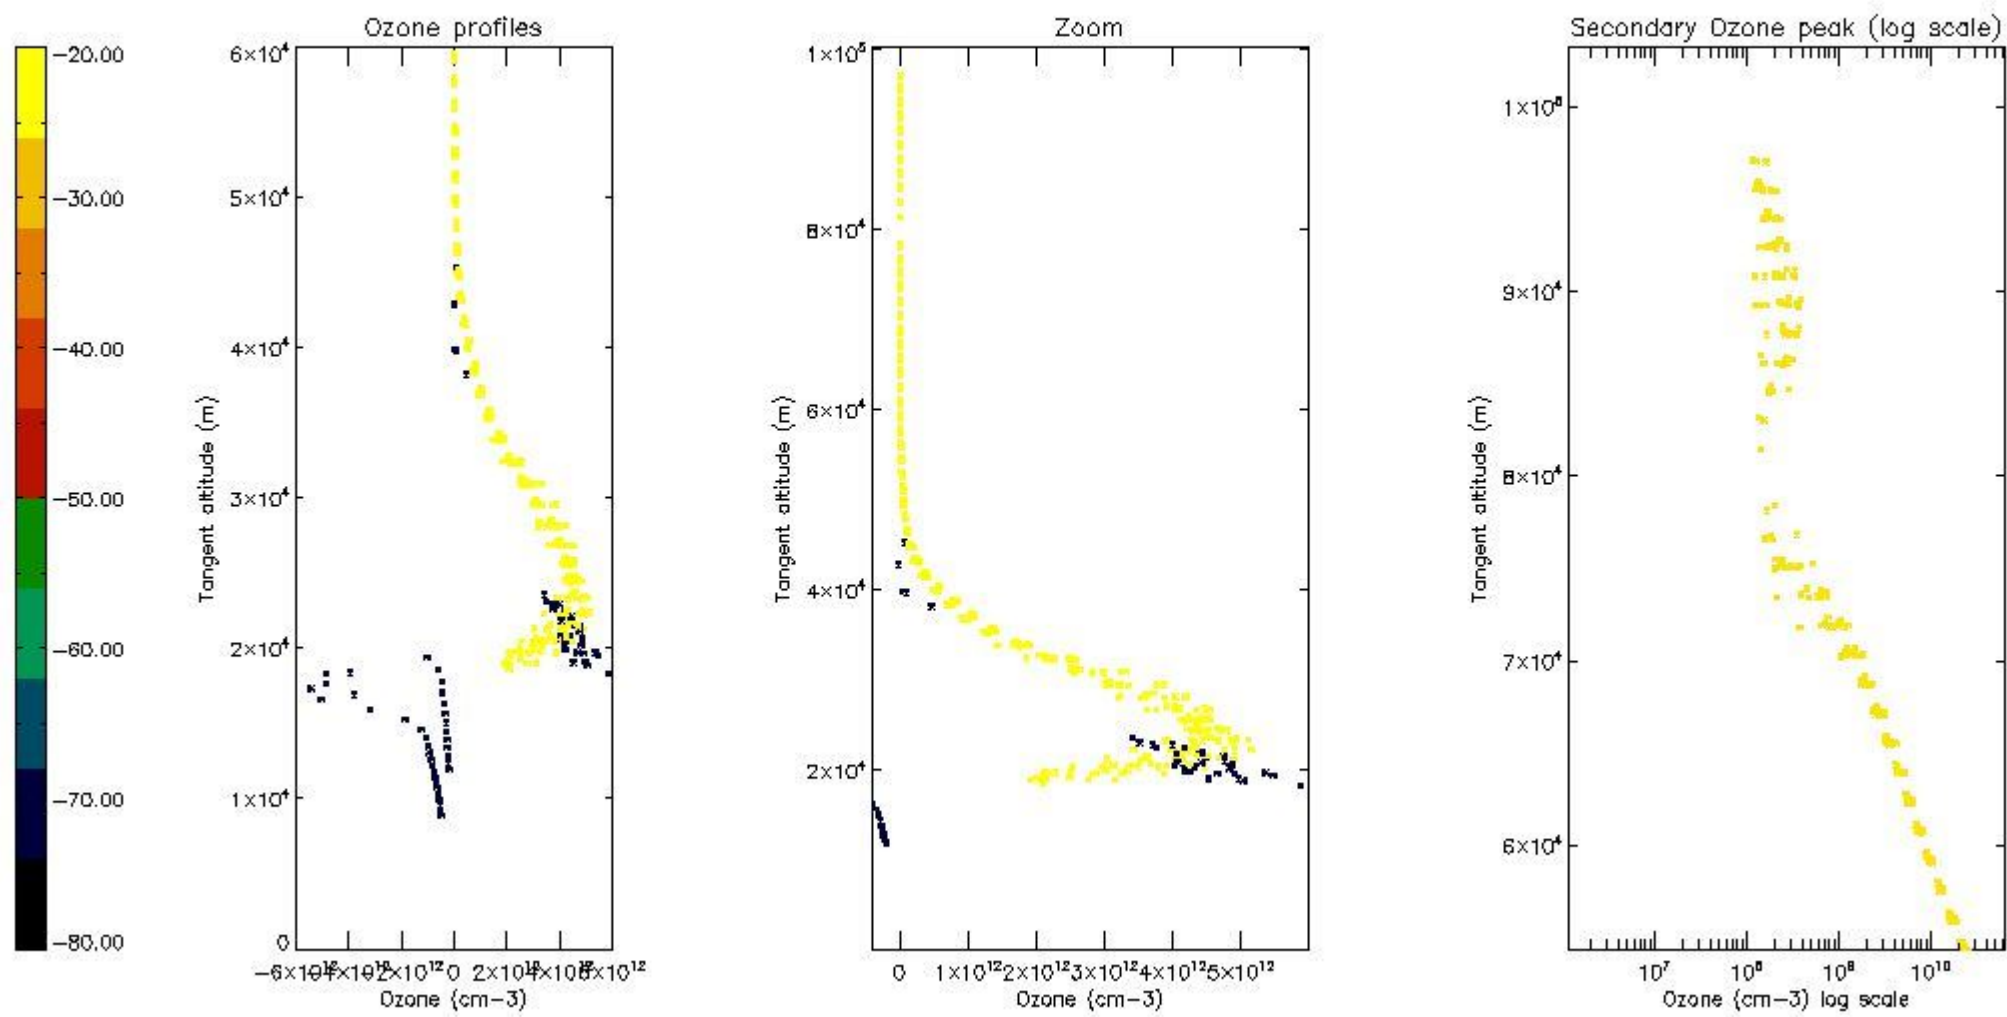 Ozone profiles
Zoom
Secondary Ozone peak (log scale)
−20.00
−30.00
−40.00
−50.00
−60.00
−70.00
−80.00
Tangent altitude (m)
6×10⁴
5×10⁴
4×10⁴
3×10⁴
2×10⁴
1×10⁴
0
−6×10¹²
0
Ozone (cm−3)
Tangent altitude (m)
1×10⁵
8×10⁴
6×10⁴
4×10⁴
2×10⁴
0 1×10¹² 2×10¹² 3×10¹² 4×10¹² 5×10¹²
Ozone (cm−3)
Tangent altitude (m)
9×10⁴
8×10⁴
7×10⁴
6×10⁴
10⁷ 10⁸ 10⁹ 10¹⁰
Ozone (cm−3) log scale